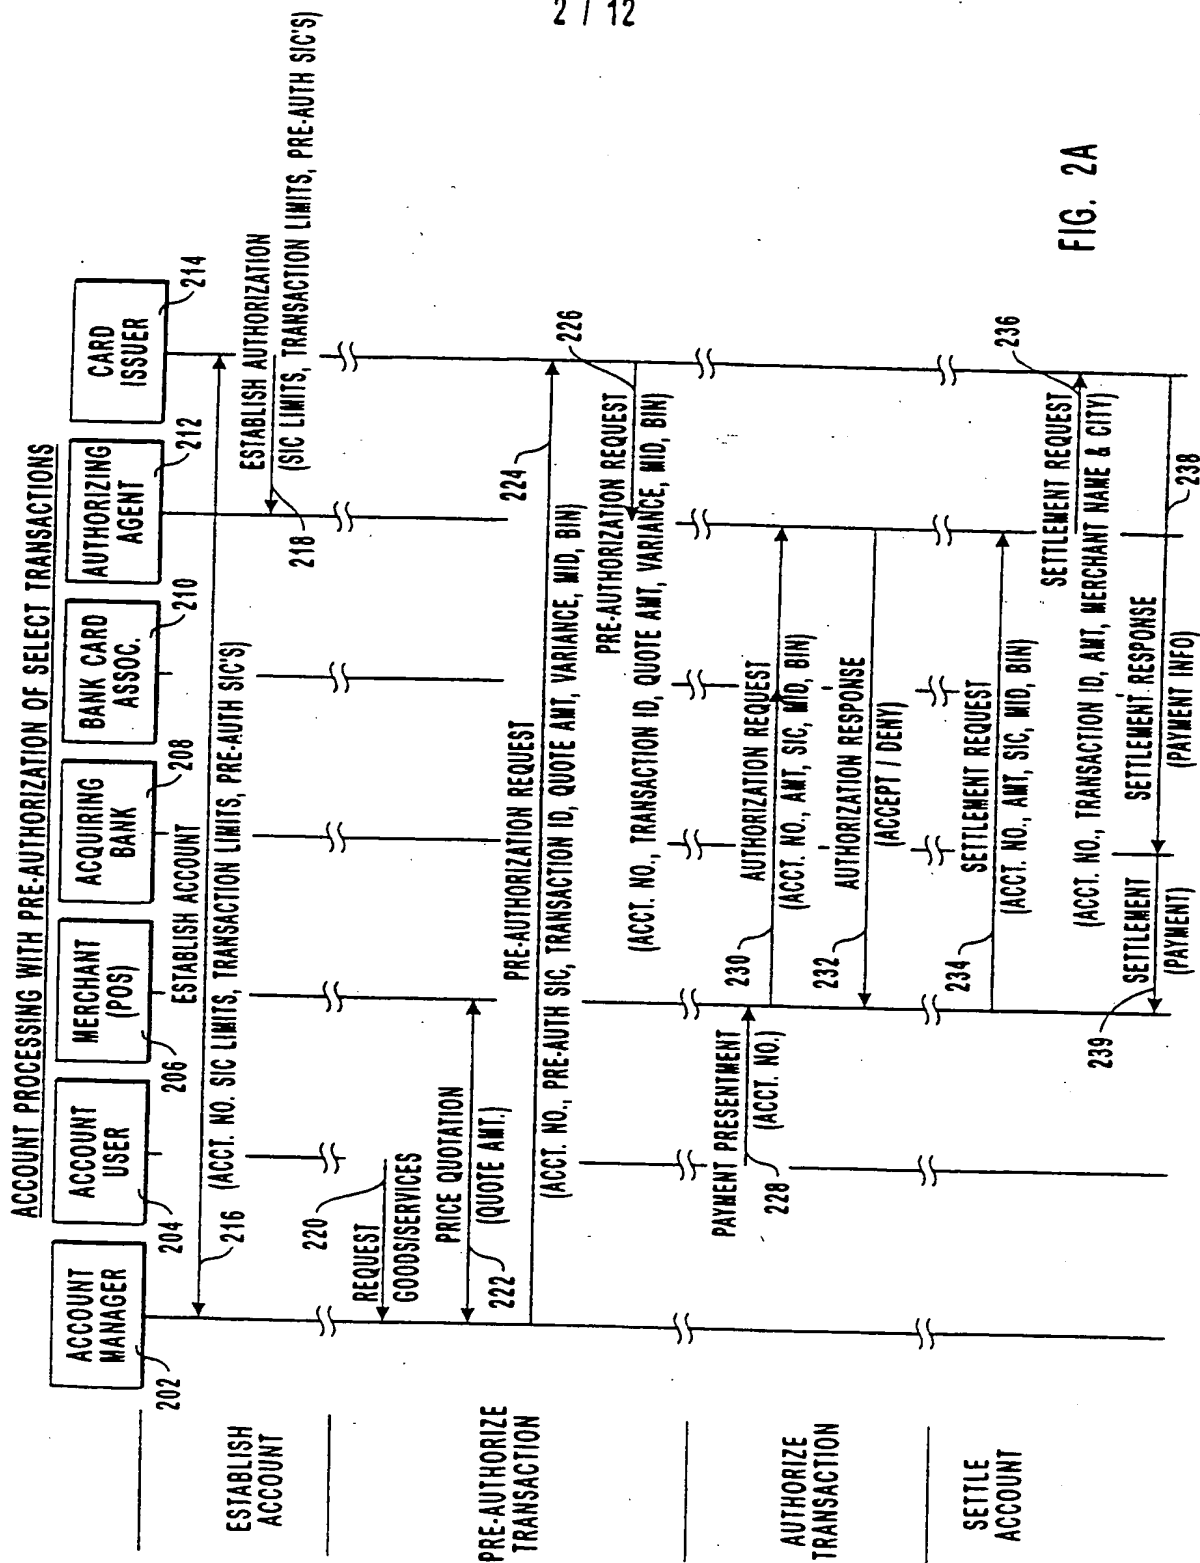 2 / 12
ACCOUNT PROCESSING WITH PRE-AUTHORIZATION OF SELECT TRANSACTIONS
ACCOUNT
MANAGER
202
ACCOUNT
USER
204
MERCHANT
(POS)
206
ACQUIRING
BANK
208
BANK CARD
ASSOC.
210
AUTHORIZING
AGENT
212
CARD
ISSUER
214
ESTABLISH
ACCOUNT
ESTABLISH ACCOUNT
216
(ACCT. NO. SIC LIMITS, TRANSACTION LIMITS, PRE-AUTH SIC'S)
ESTABLISH AUTHORIZATION
218
(SIC LIMITS, TRANSACTION LIMITS, PRE-AUTH SIC'S)
PRE-AUTHORIZE
TRANSACTION
220
REQUEST
GOODS/SERVICES
PRICE QUOTATION
222
(QUOTE AMT.)
PRE-AUTHORIZATION REQUEST
224
(ACCT. NO., PRE-AUTH SIC, TRANSACTION ID, QUOTE AMT, VARIANCE, MID, BIN)
226
PRE-AUTHORIZATION REQUEST
(ACCT. NO., TRANSACTION ID, QUOTE AMT, VARIANCE, MID, BIN)
AUTHORIZE
TRANSACTION
PAYMENT PRESENTMENT
228
(ACCT. NO.)
230
AUTHORIZATION REQUEST
(ACCT. NO., AMT, SIC, MID, BIN)
232
AUTHORIZATION RESPONSE
(ACCEPT / DENY)
SETTLE
ACCOUNT
234
SETTLEMENT REQUEST
(ACCT. NO., AMT, SIC, MID, BIN)
236
SETTLEMENT REQUEST
(ACCT. NO., TRANSACTION ID, AMT, MERCHANT NAME & CITY)
SETTLEMENT RESPONSE
238
(PAYMENT INFO)
239
SETTLEMENT
(PAYMENT)
FIG. 2A